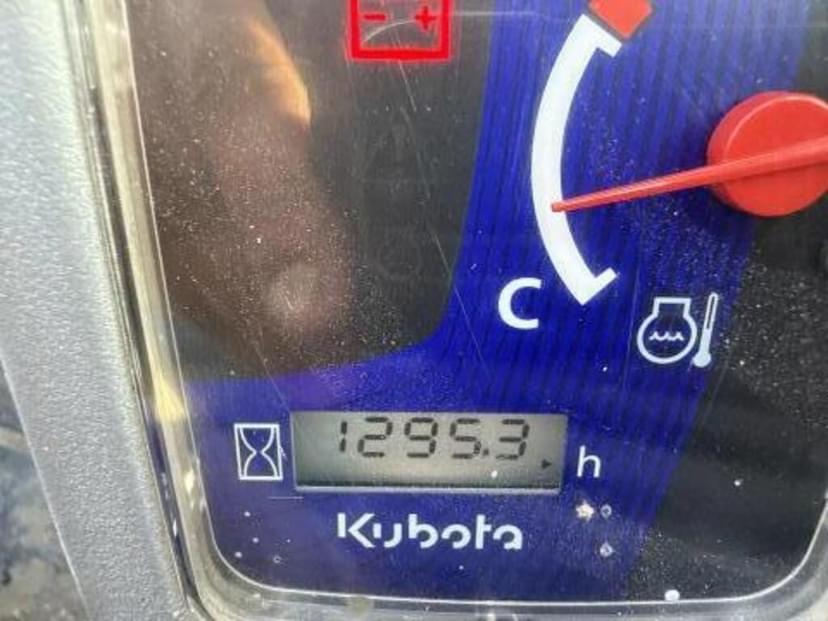 - +
C
1295.3 h
Kubota